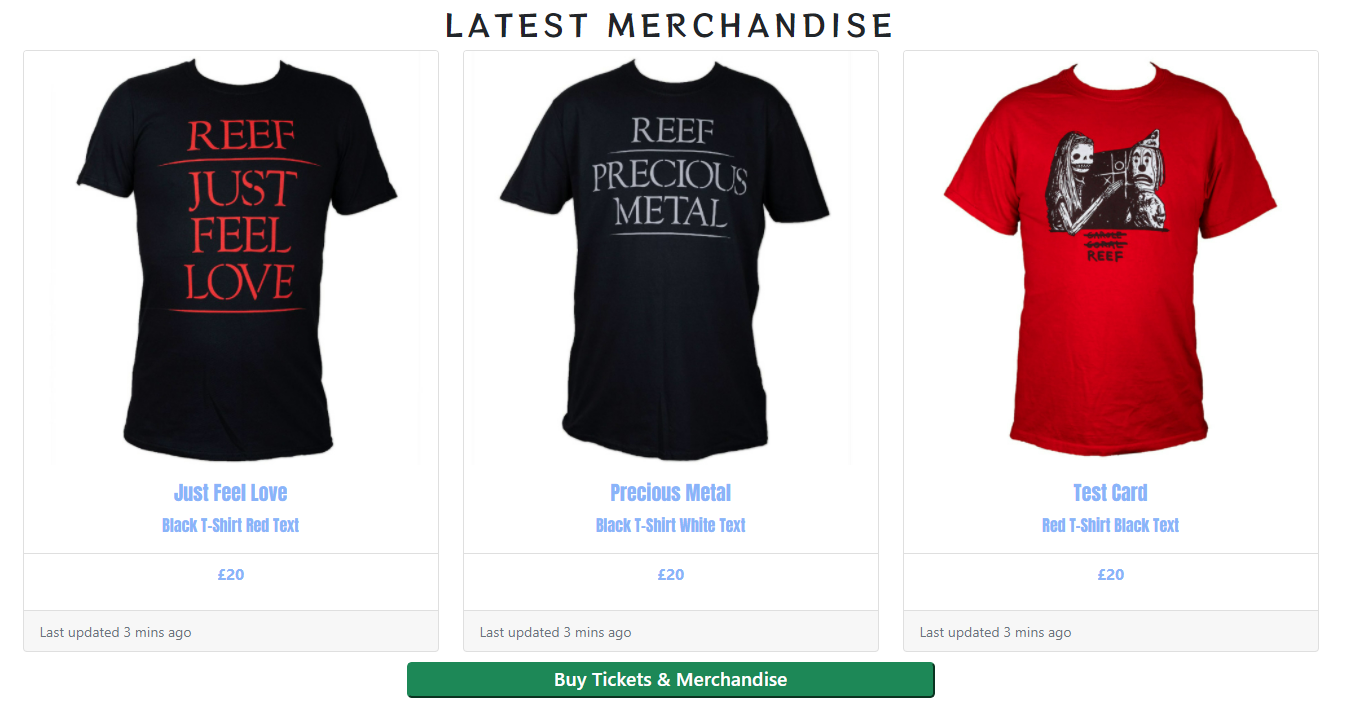 LATEST MERCHANDISE
REEF
JUST
FEEL
LOVE
REEF
PRECIOUS
METAL
REEF
Just Feel Love
Black T-Shirt Red Text
£20
Last updated 3 mins ago
Precious Metal
Black T-Shirt White Text
£20
Last updated 3 mins ago
Test Card
Red T-Shirt Black Text
£20
Last updated 3 mins ago
Buy Tickets & Merchandise